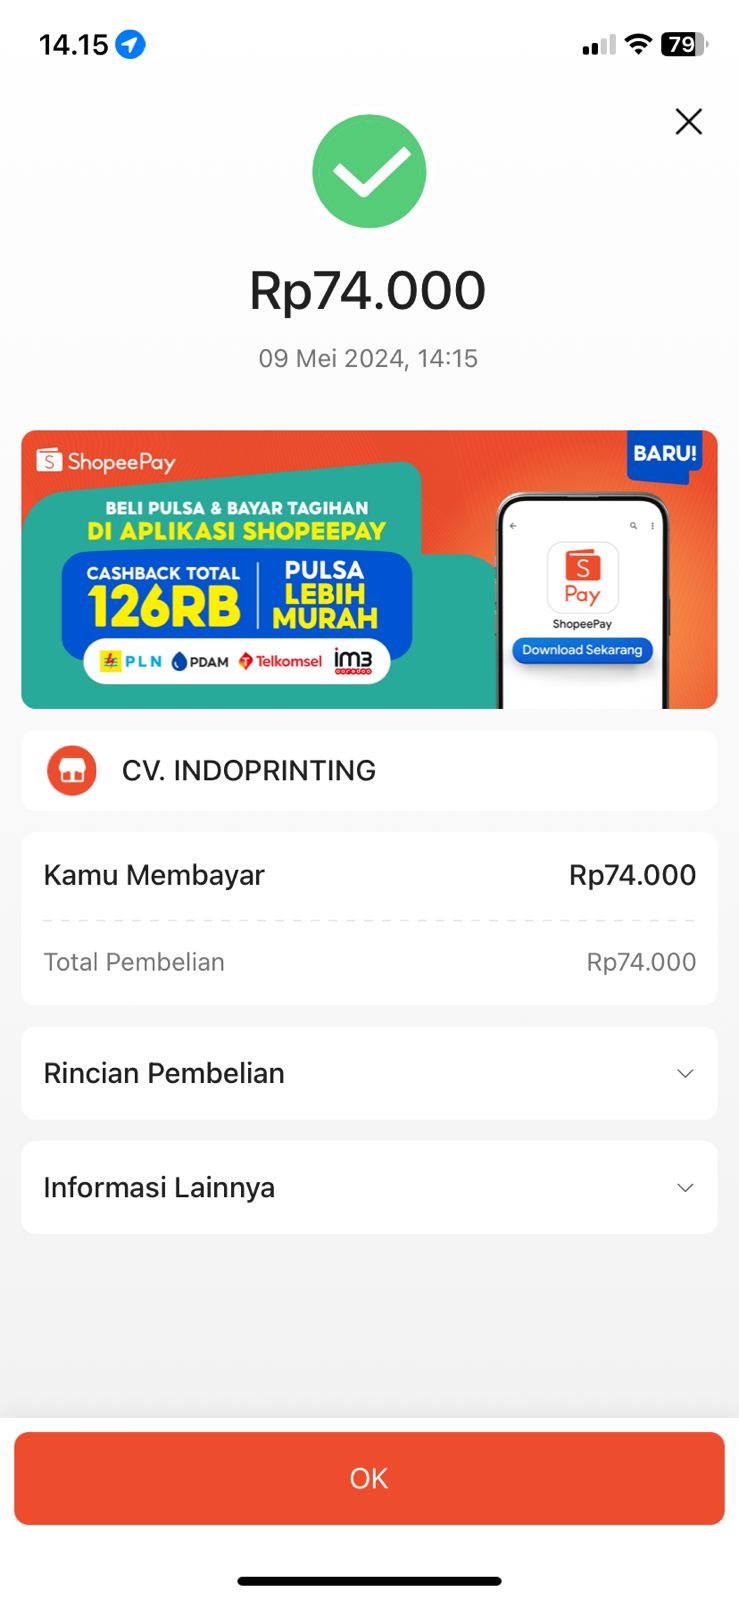 14.15
79
Rp74.000
09 Mei 2024, 14:15
ShopeePay
BARU!
BELI PULSA & BAYAR TAGIHAN
DI APLIKASI SHOPEEPAY
CASHBACK TOTAL
126RB
PULSA
LEBIH
MURAH
PLN PDAM Telkomsel im3
ooredoo
S
Pay
ShopeePay
Download Sekarang
CV. INDOPRINTING
Kamu Membayar Rp74.000
Total Pembelian Rp74.000
Rincian Pembelian
Informasi Lainnya
OK